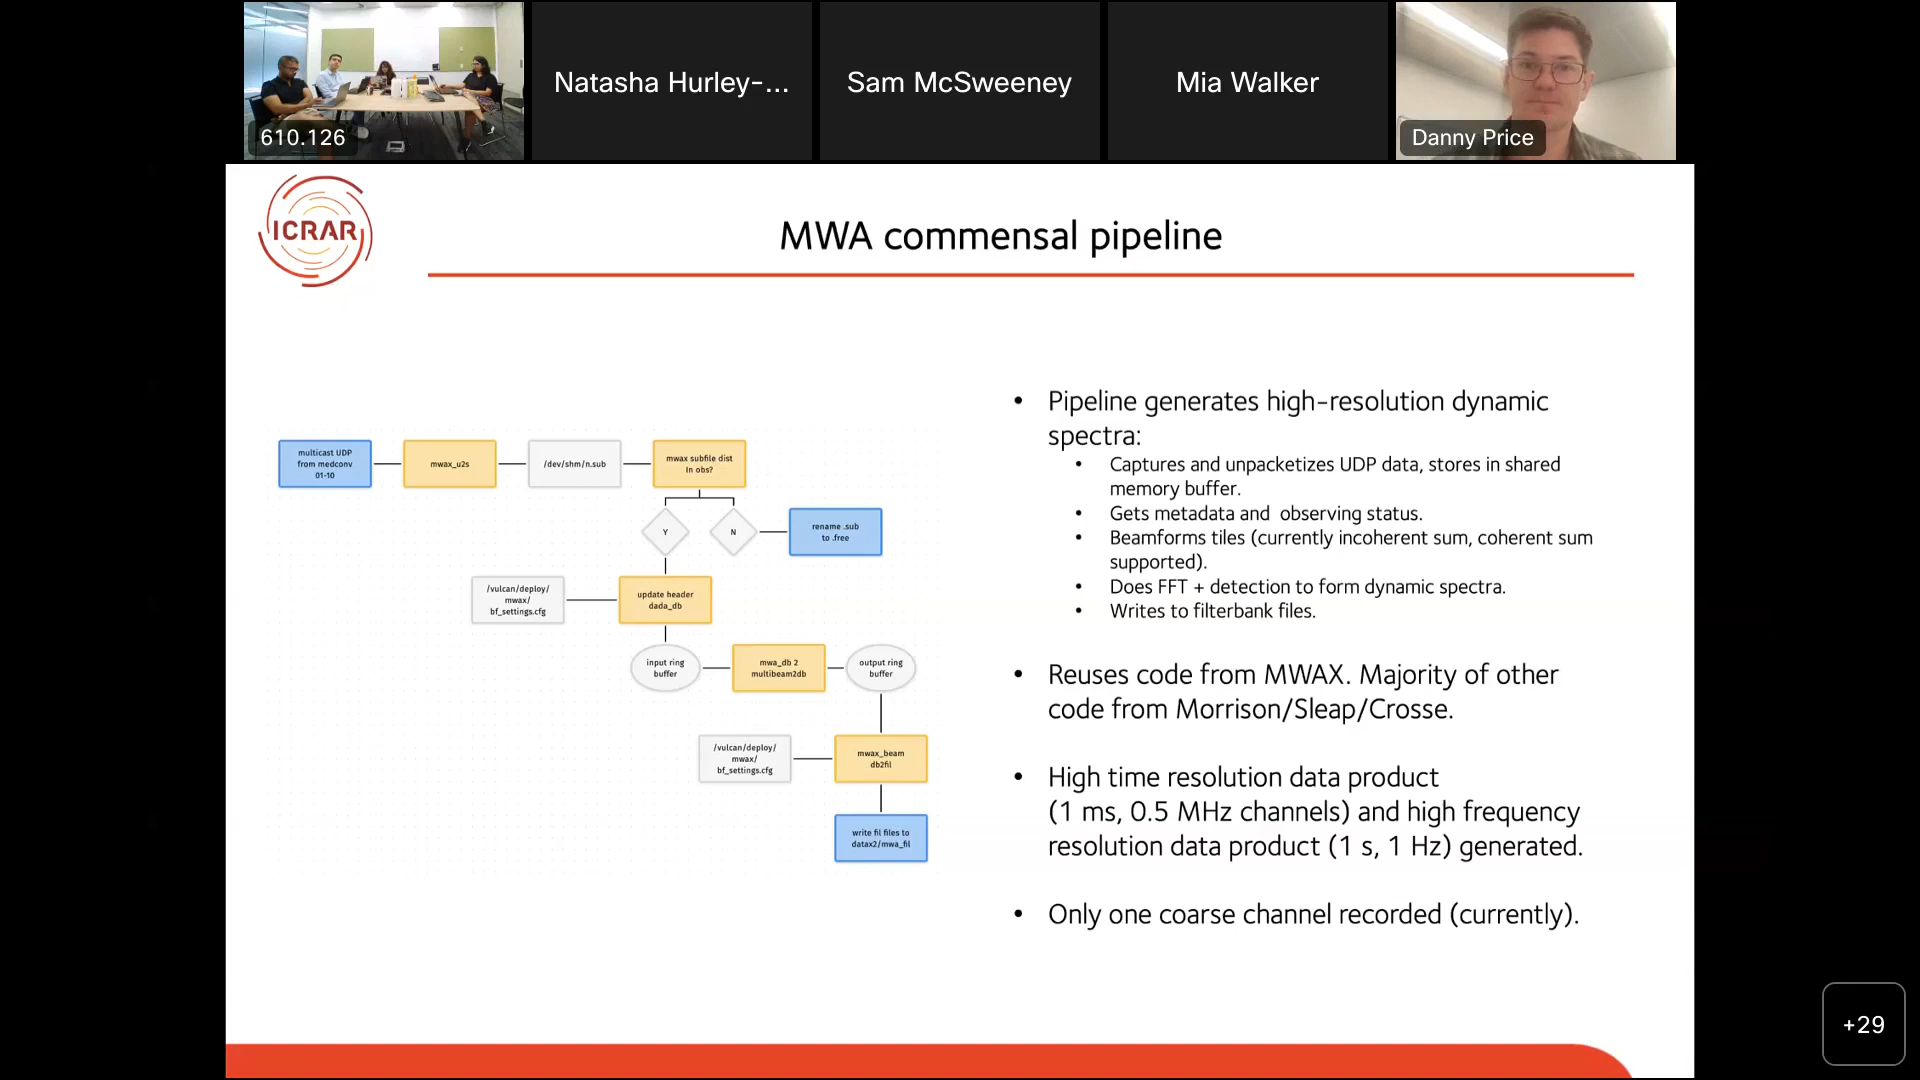 Natasha Hurley-...
Sam McSweeney
Mia Walker
610.126
Danny Price
ICRAR
MWA commensal pipeline
multicast UDP
from medconv
01-10
mwax_u2s
/dev/shm/n.sub
mwax subfile dist
In obs?
Y
N
rename .sub
to .free
/vulcan/deploy/
mwax/
bf_settings.cfg
update header
dada_db
input ring
buffer
mwa_db 2
multibeam2db
output ring
buffer
/vulcan/deploy/
mwax/
bf_settings.cfg
mwax_beam
db2fil
write fil files to
datax2/mwa_fil
• Pipeline generates high-resolution dynamic
spectra:
• Captures and unpacketizes UDP data, stores in shared
memory buffer.
• Gets metadata and observing status.
• Beamforms tiles (currently incoherent sum, coherent sum
supported).
• Does FFT + detection to form dynamic spectra.
• Writes to filterbank files.
• Reuses code from MWAX. Majority of other
code from Morrison/Sleap/Crosse.
• High time resolution data product
(1 ms, 0.5 MHz channels) and high frequency
resolution data product (1 s, 1 Hz) generated.
• Only one coarse channel recorded (currently).
+29